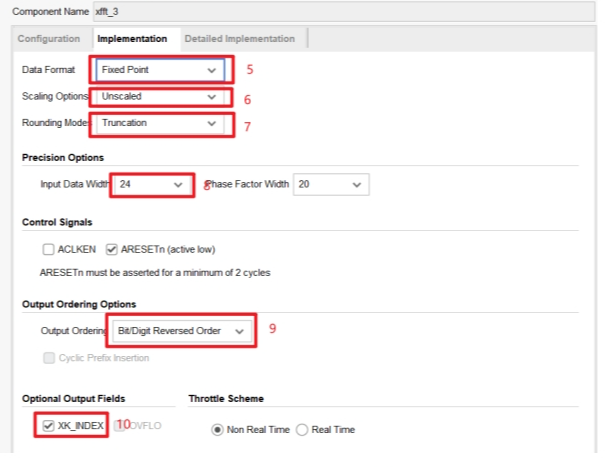 Component Name xfft_3
Configuration Implementation Detailed Implementation
Data Format Fixed Point 5
Scaling Options Unscaled 6
Rounding Modes Truncation 7
Precision Options
Input Data Width 24 8 Phase Factor Width 20
Control Signals
ACLKEN ARESETn (active low)
ARESETn must be asserted for a minimum of 2 cycles
Output Ordering Options
Output Ordering Bit/Digit Reversed Order 9
Cyclic Prefix Insertion
Optional Output Fields Throttle Scheme
XK_INDEX 10 OVFLO Non Real Time Real Time